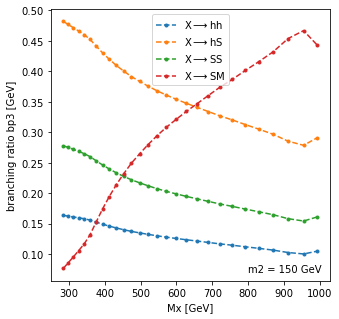 0.50
0.45
0.40
0.35
0.30
0.25
0.20
0.15
0.10
branching ratio bp3 [GeV]
X⟶hh
X⟶hS
X⟶SS
X⟶SM
m2 = 150 GeV
300 400 500 600 700 800 900 1000
Mx [GeV]